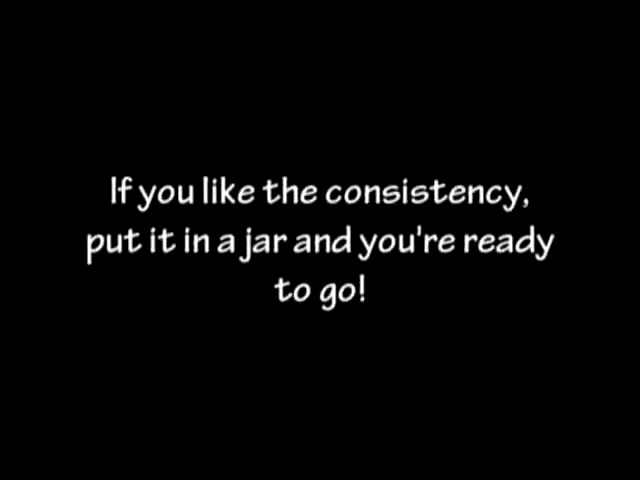 If you like the consistency,
put it in a jar and you're ready
to go!